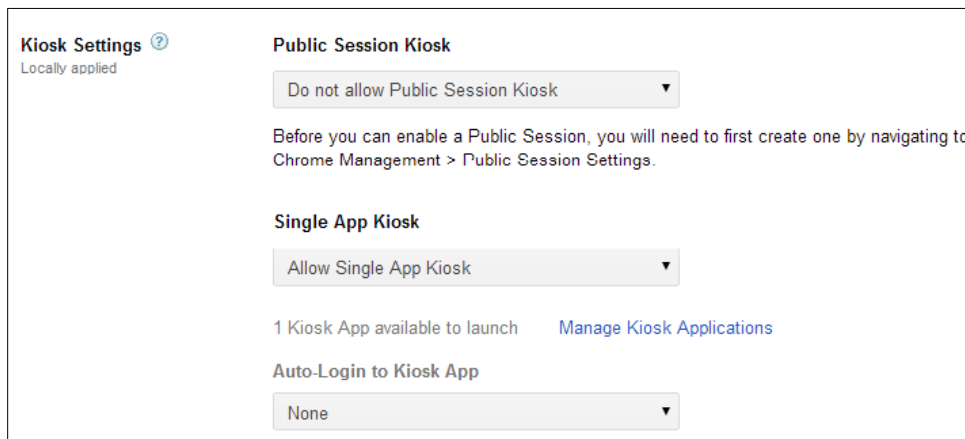 Kiosk Settings ?
Locally applied
Public Session Kiosk
Do not allow Public Session Kiosk
Before you can enable a Public Session, you will need to first create one by navigating to
Chrome Management > Public Session Settings.
Single App Kiosk
Allow Single App Kiosk
1 Kiosk App available to launch Manage Kiosk Applications
Auto-Login to Kiosk App
None